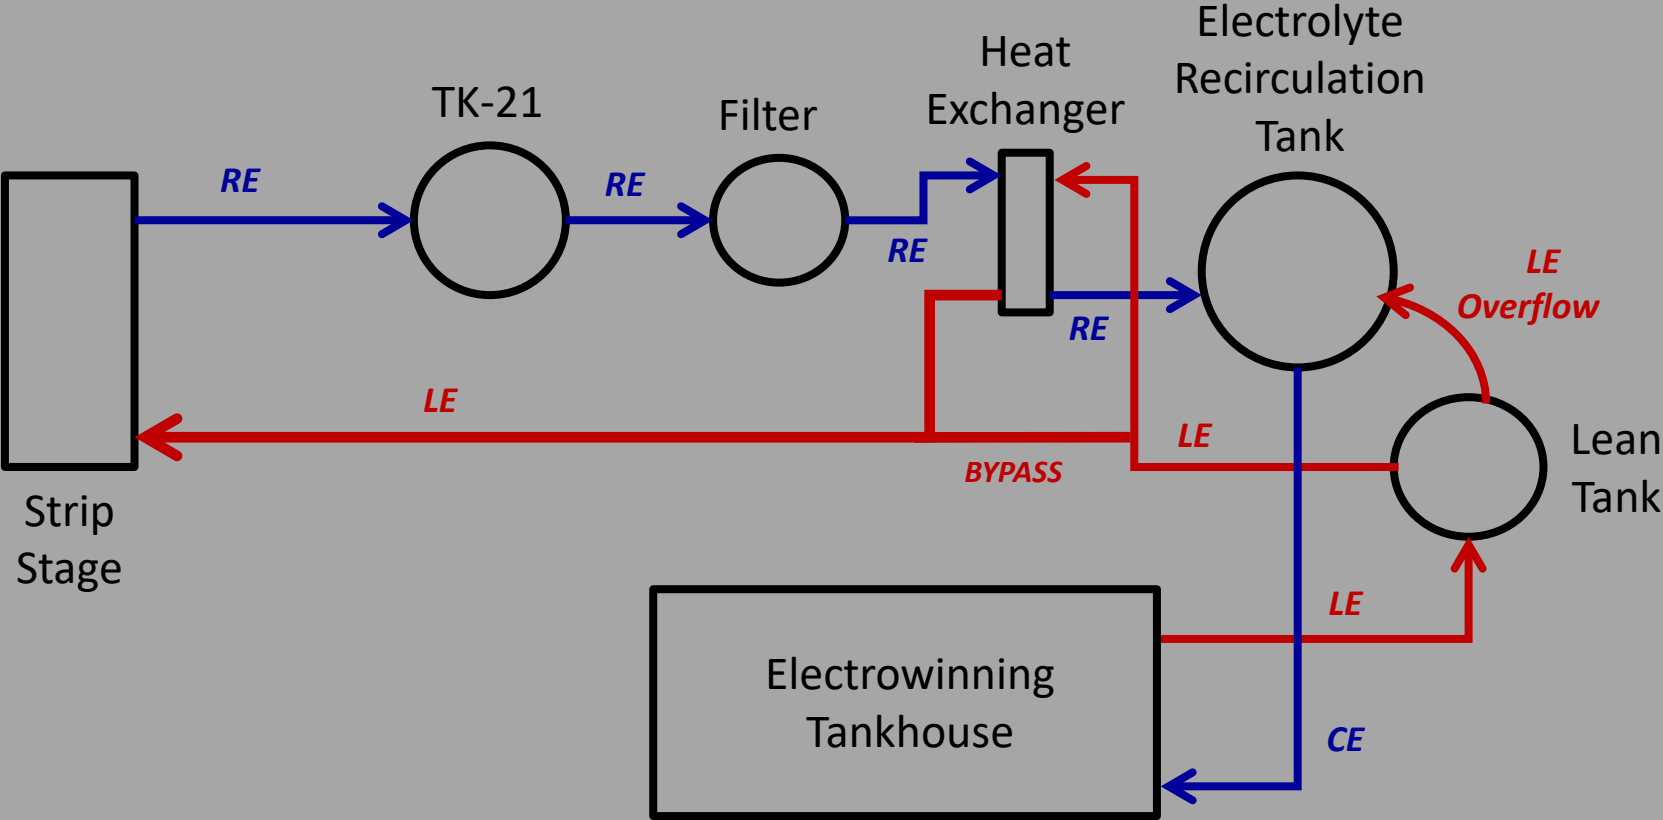 Electrolyte
Recirculation
Tank
Heat
Exchanger
TK-21
Filter
RE
RE
RE
RE
LE
Overflow
LE
LE
BYPASS
Lean
Tank
Strip
Stage
LE
Electrowinning
Tankhouse
CE